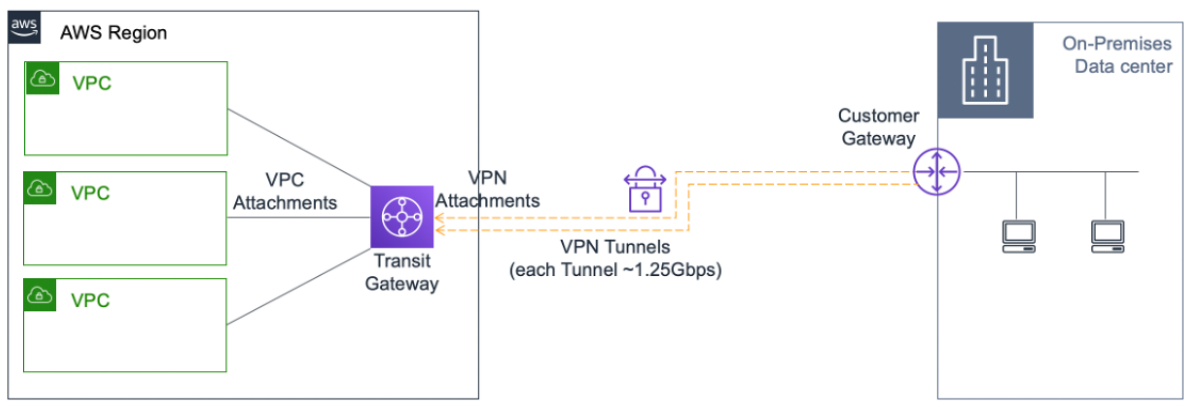 aws
AWS Region
VPC
VPC
VPC
VPC
Attachments
Transit
Gateway
VPN
Attachments
VPN Tunnels
(each Tunnel ~1.25Gbps)
Customer
Gateway
On-Premises
Data center